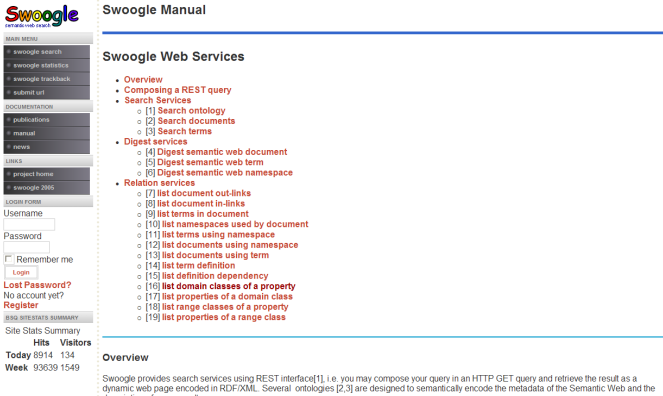 Swoogle
semantic web search
MAIN MENU
swoogle search
swoogle statistics
swoogle trackback
submit url
DOCUMENTATION
publications
manual
news
LINKS
project home
swoogle 2005
LOGIN FORM
Username
Password
Remember me
Login
Lost Password?
No account yet?
Register
BSQ SITESTATS SUMMARY
Site Stats Summary
Hits Visitors
Today 8914 134
Week 93639 1549
Swoogle Manual
Swoogle Web Services
Overview
Composing a REST query
Search Services
[1] Search ontology
[2] Search documents
[3] Search terms
Digest services
[4] Digest semantic web document
[5] Digest semantic web term
[6] Digest semantic web namespace
Relation services
[7] list document out-links
[8] list document in-links
[9] list terms in document
[10] list namespaces used by document
[11] list terms using namespace
[12] list documents using namespace
[13] list documents using term
[14] list term definition
[15] list definition dependency
[16] list domain classes of a property
[17] list properties of a domain class
[18] list range classes of a property
[19] list properties of a range class
Overview
Swoogle provides search services using REST interface[1], i.e. you may compose your query in an HTTP GET query and retrieve the result as a
dynamic web page encoded in RDF/XML. Several ontologies [2,3] are designed to semantically encode the metadata of the Semantic Web and the